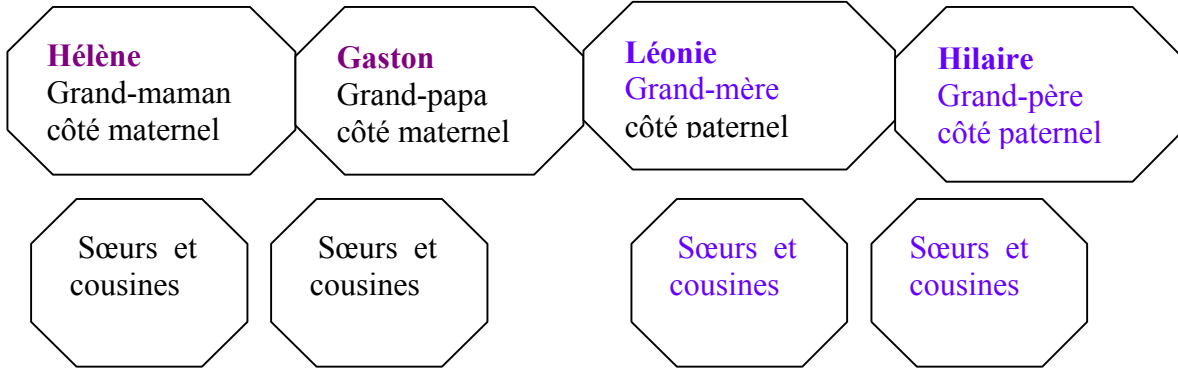 Hélène
Grand-maman
côté maternel
Gaston
Grand-papa
côté maternel
Léonie
Grand-mère
côté paternel
Hilaire
Grand-père
côté paternel
Sœurs et
cousines
Sœurs et
cousines
Sœurs et
cousines
Sœurs et
cousines